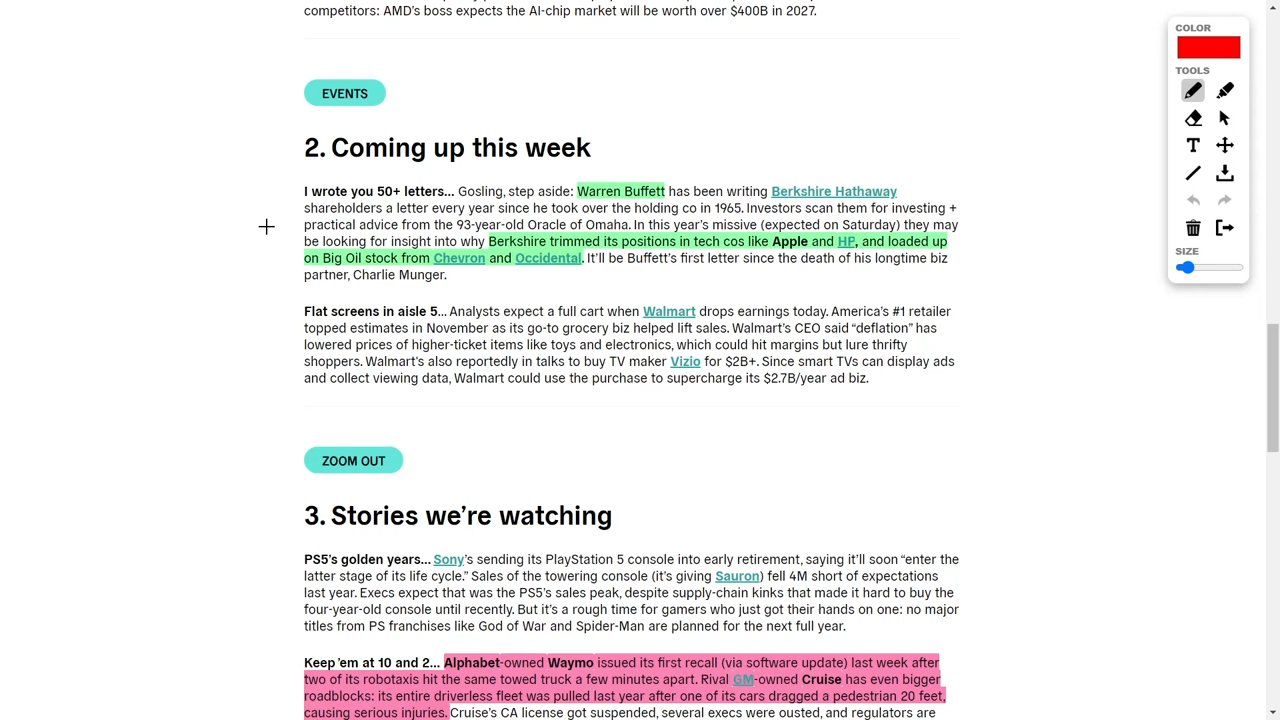 competitors: AMD's boss expects the AI-chip market will be worth over $400B in 2027.
EVENTS
2. Coming up this week
I wrote you 50+ letters... Gosling, step aside: Warren Buffett has been writing Berkshire Hathaway
shareholders a letter every year since he took over the holding co in 1965. Investors scan them for investing +
practical advice from the 93-year-old Oracle of Omaha. In this year's missive (expected on Saturday) they may
be looking for insight into why Berkshire trimmed its positions in tech cos like Apple and HP, and loaded up
on Big Oil stock from Chevron and Occidental. It'll be Buffett's first letter since the death of his longtime biz
partner, Charlie Munger.
Flat screens in aisle 5... Analysts expect a full cart when Walmart drops earnings today. America's #1 retailer
topped estimates in November as its go-to grocery biz helped lift sales. Walmart's CEO said “deflation” has
lowered prices of higher-ticket items like toys and electronics, which could hit margins but lure thrifty
shoppers. Walmart's also reportedly in talks to buy TV maker Vizio for $2B+. Since smart TVs can display ads
and collect viewing data, Walmart could use the purchase to supercharge its $2.7B/year ad biz.
ZOOM OUT
3. Stories we're watching
PS5's golden years... Sony's sending its PlayStation 5 console into early retirement, saying it'll soon “enter the
latter stage of its life cycle.” Sales of the towering console (it's giving Sauron) fell 4M short of expectations
last year. Execs expect that was the PS5's sales peak, despite supply-chain kinks that made it hard to buy the
four-year-old console until recently. But it's a rough time for gamers who just got their hands on one: no major
titles from PS franchises like God of War and Spider-Man are planned for the next full year.
Keep 'em at 10 and 2... Alphabet-owned Waymo issued its first recall (via software update) last week after
two of its robotaxis hit the same towed truck a few minutes apart. Rival GM-owned Cruise has even bigger
roadblocks: its entire driverless fleet was pulled last year after one of its cars dragged a pedestrian 20 feet,
causing serious injuries. Cruise's CA license got suspended, several execs were ousted, and regulators are
COLOR
TOOLS
T
SIZE